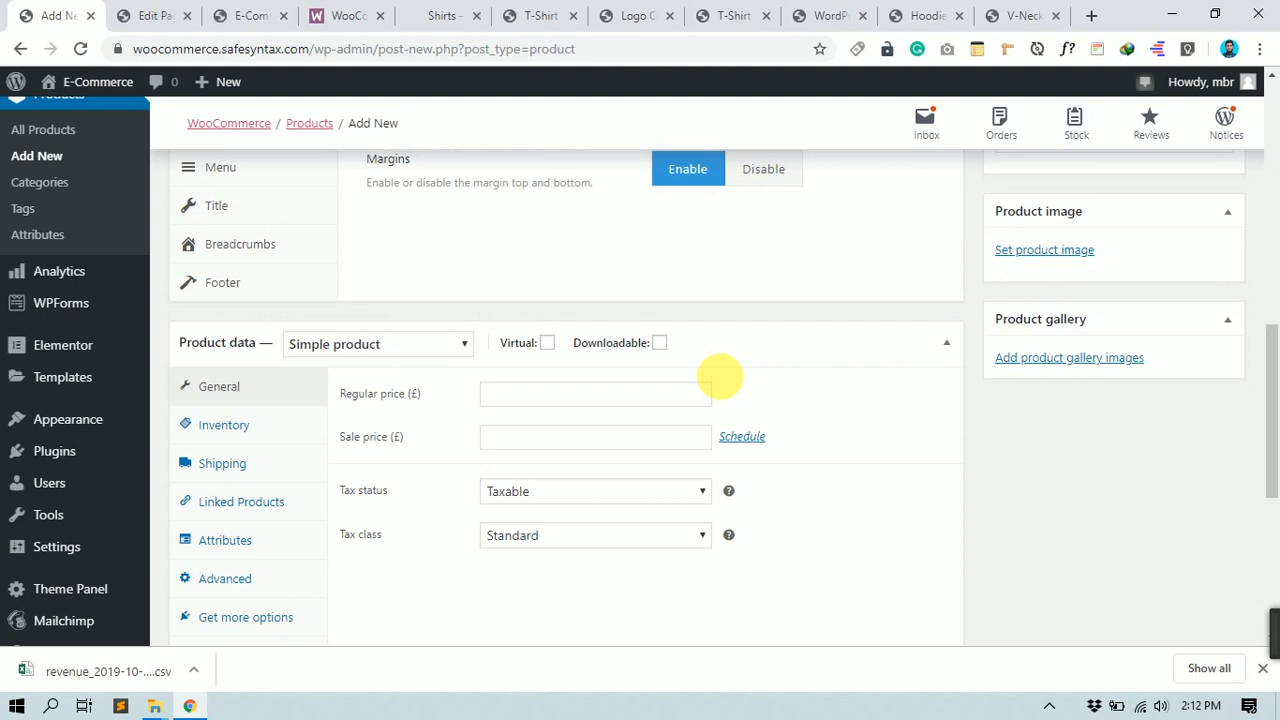 Add Ne
Edit Pa
E-Com
WooCo
Shirts –
T-Shirt
Logo C
T-Shirt
WordP
Hoodie
V-Neck
woocommerce.safesyntax.com/wp-admin/post-new.php?post_type=product
E-Commerce 0 New Howdy, mbr
Products
All Products
Add New
Categories
Tags
Attributes
Analytics
WPForms
Elementor
Templates
Appearance
Plugins
Users
Tools
Settings
Theme Panel
Mailchimp
WooCommerce / Products / Add New
Inbox
Orders
Stock
Reviews
Notices
Menu
Title
Breadcrumbs
Footer
Margins
Enable or disable the margin top and bottom.
Enable Disable
Product data — Simple product Virtual: Downloadable:
General
Inventory
Shipping
Linked Products
Attributes
Advanced
Get more options
Regular price (£)
Sale price (£) Schedule
Tax status Taxable ?
Tax class Standard ?
Product image
Set product image
Product gallery
Add product gallery images
revenue_2019-10-....csv
Show all
2:12 PM